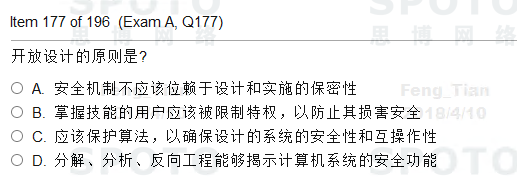 Item 177 of 196 (Exam A, Q177)
开放设计的原则是?
A. 安全机制不应该位赖于设计和实施的保密性
B. 掌握技能的用户应该被限制特权，以防止其损害安全
C. 应该保护算法，以确保设计的系统的安全性和互操作性
D. 分解、分析、反向工程能够揭示计算机系统的安全功能
SPOTO
思博网络
Feng_Tian
18/4/10
SPOTO